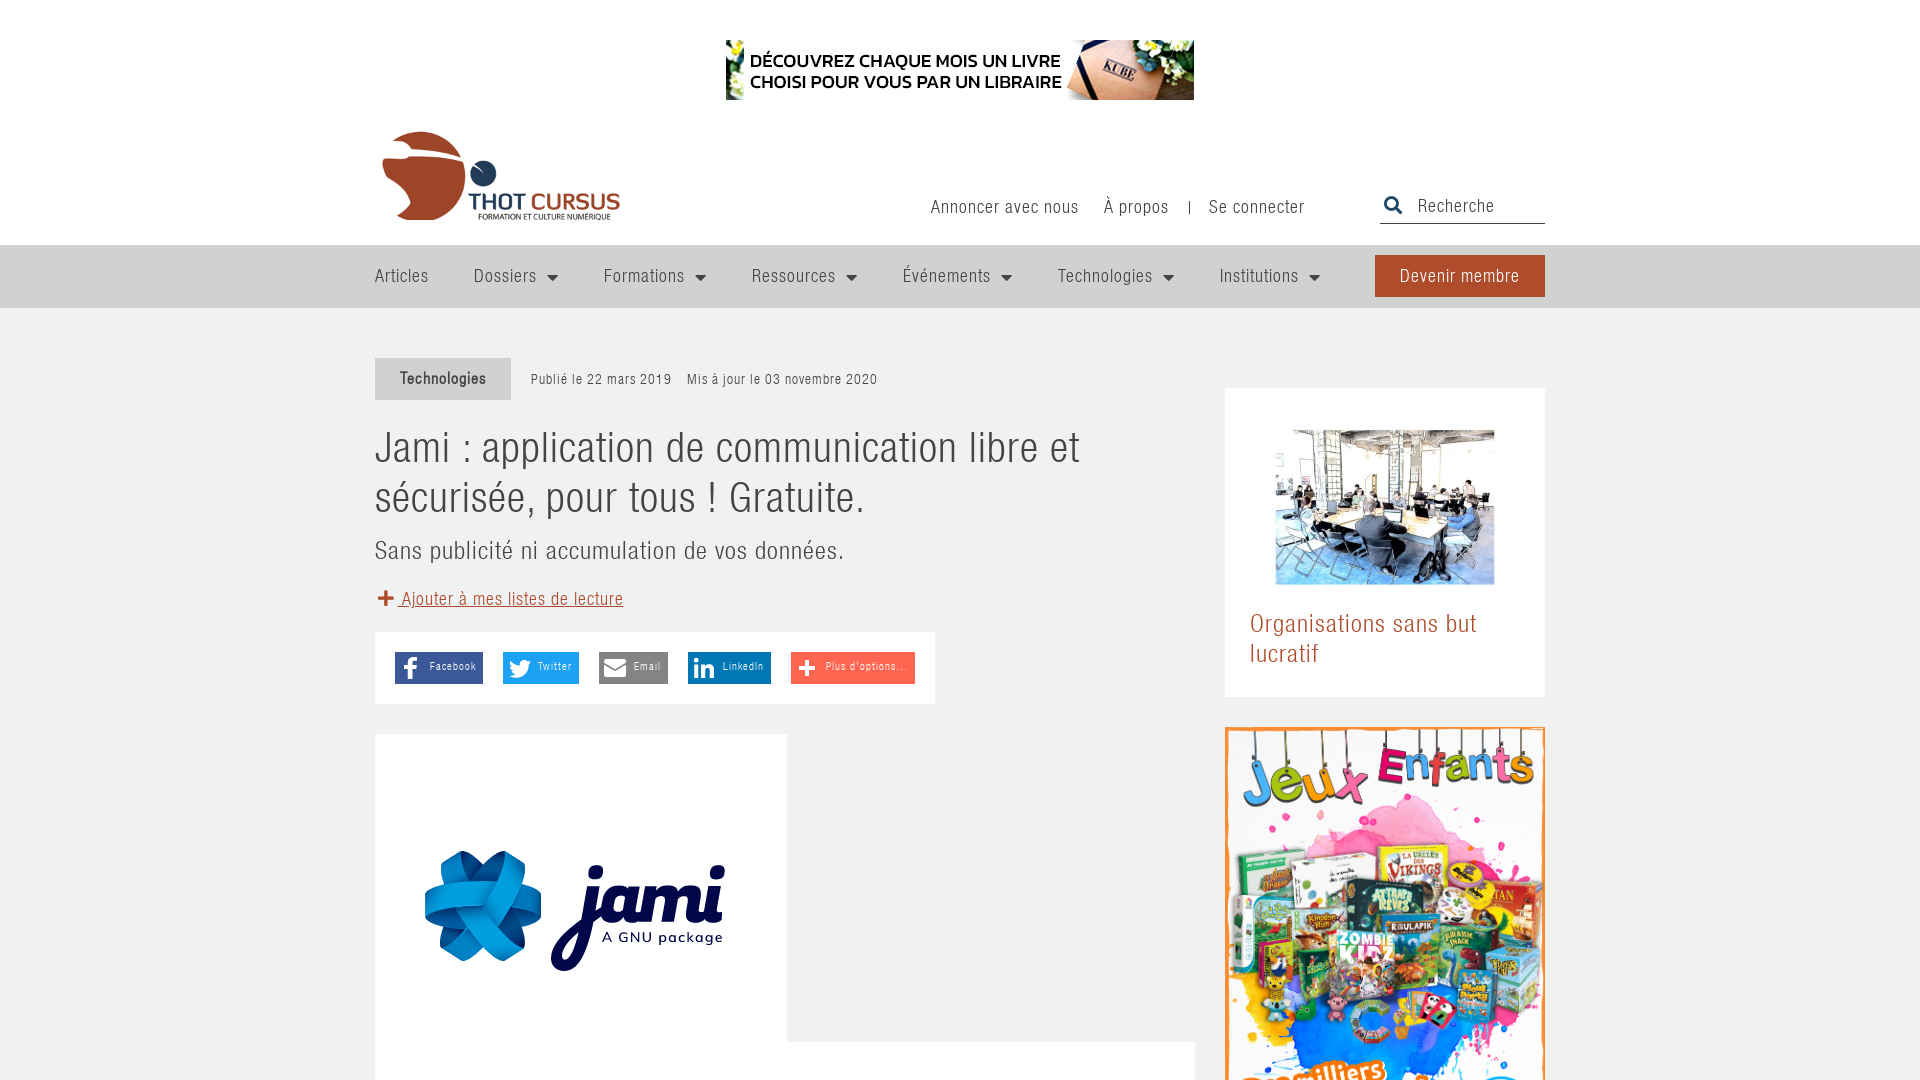 DÉCOUVREZ CHAQUE MOIS UN LIVRE
CHOISI POUR VOUS PAR UN LIBRAIRE
KUBE
THOT CURSUS
FORMATION ET CULTURE NUMÉRIQUE
Annoncer avec nous
À propos
Se connecter
Recherche
Articles
Dossiers
Formations
Ressources
Événements
Technologies
Institutions
Devenir membre
Technologies
Publié le 22 mars 2019
Mis à jour le 03 novembre 2020
Jami : application de communication libre et
sécurisée, pour tous ! Gratuite.
Sans publicité ni accumulation de vos données.
Ajouter à mes listes de lecture
Facebook
Twitter
Email
LinkedIn
Plus d'options...
jami
A GNU package
Organisations sans but
lucratif
Jeux Enfants
LA VALLÉE
DES
VIKINGS
ATTRAPE
RÊVES
ROULAPIK
ZOMBIE
KIDZ
milliers